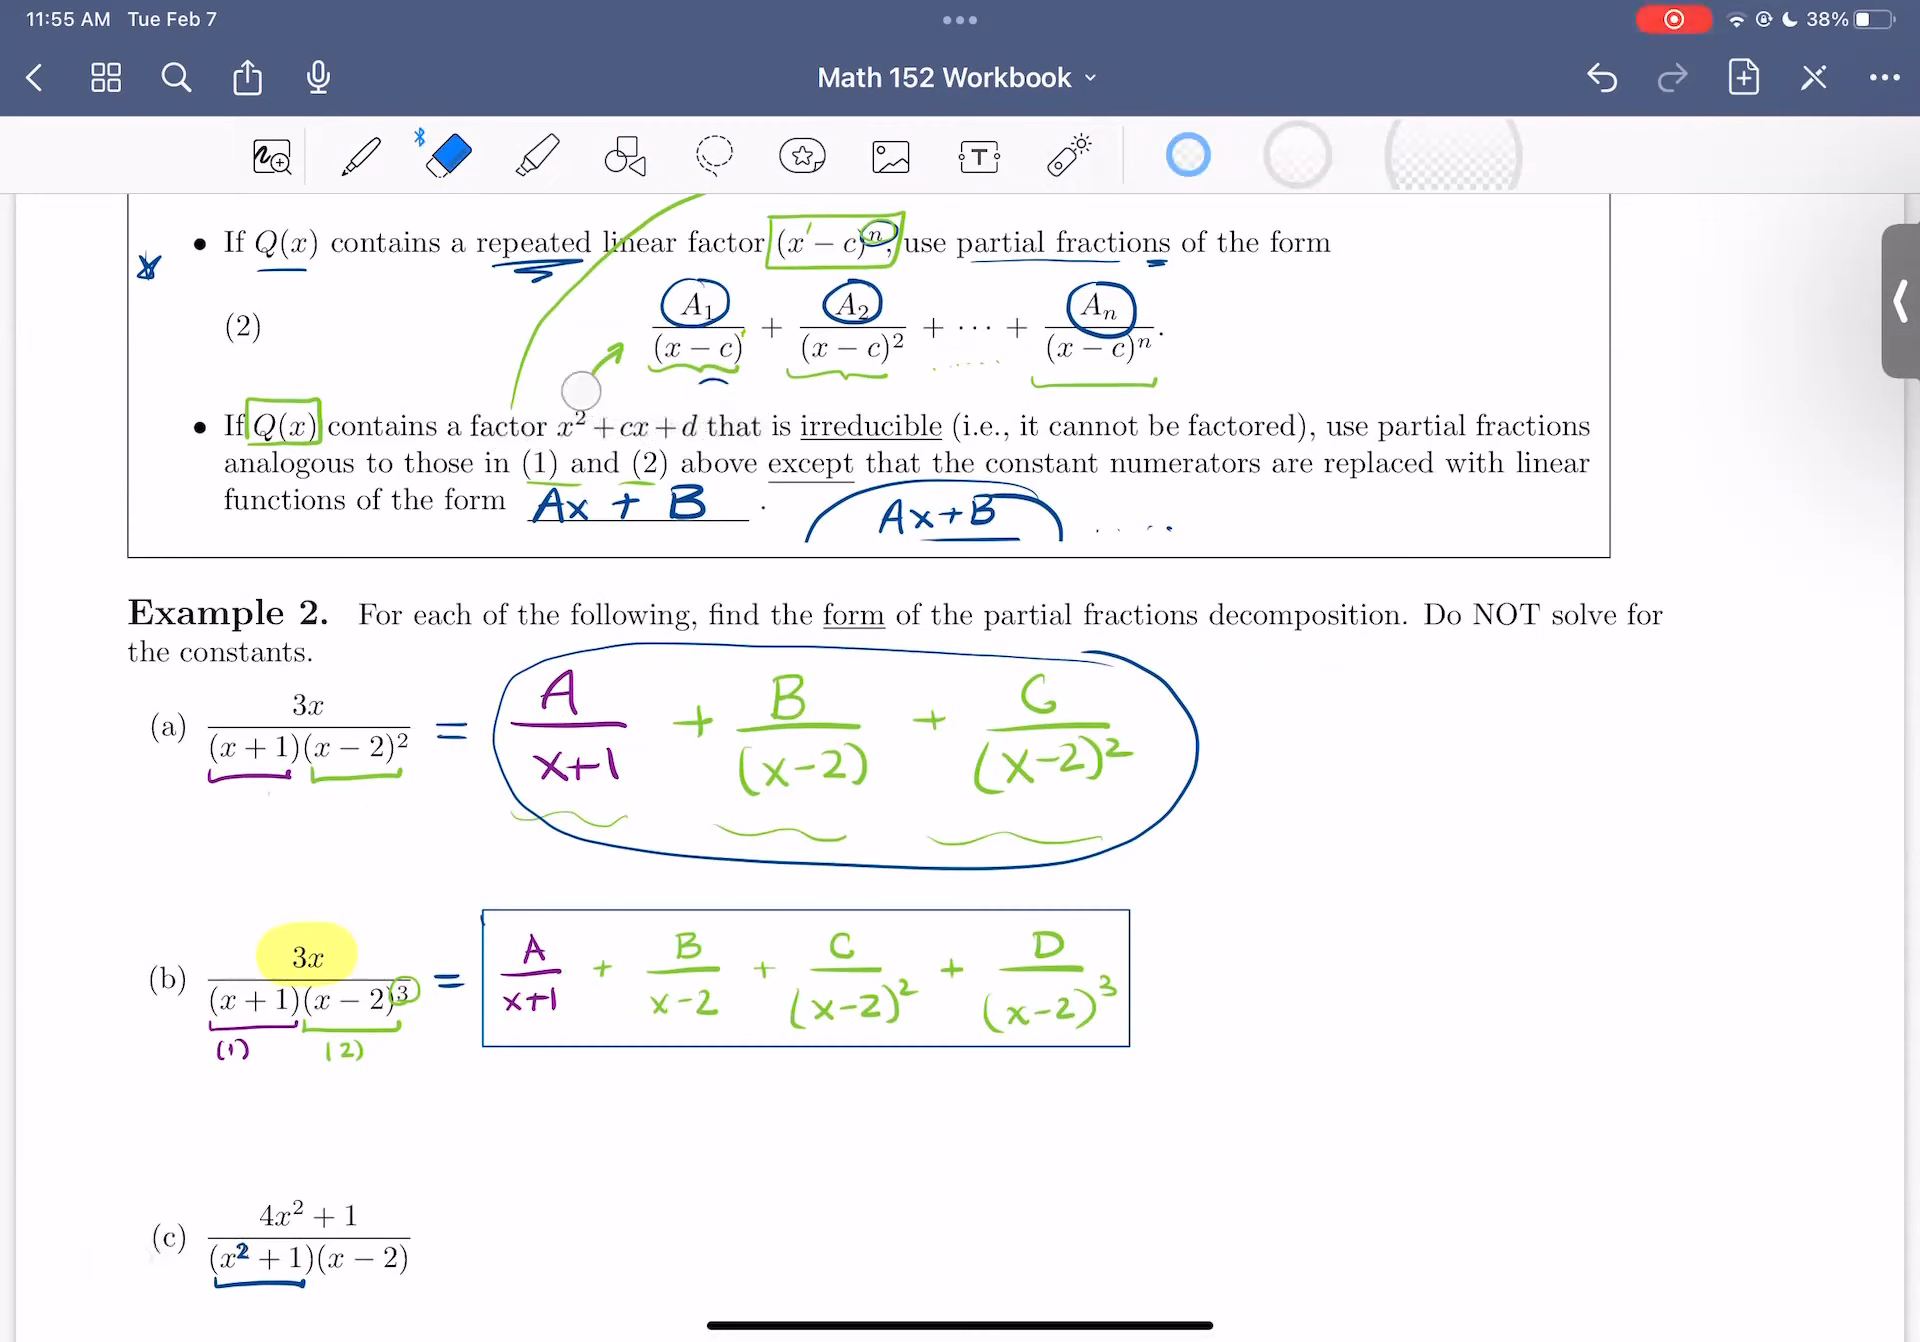 11:55 AM Tue Feb 7
38%
Math 152 Workbook
• If Q(x) contains a repeated linear factor (x − c)^n, use partial fractions of the form
(2) A₁/(x − c) + A₂/(x − c)² + ⋯ + Aₙ/(x − c)^n.
• If Q(x) contains a factor x² + cx + d that is irreducible (i.e., it cannot be factored), use partial fractions
analogous to those in (1) and (2) above except that the constant numerators are replaced with linear
functions of the form Ax + B . Ax+B ....
Example 2. For each of the following, find the form of the partial fractions decomposition. Do NOT solve for
the constants.
(a) 3x/((x + 1)(x − 2)²) = A/(x+1) + B/(x-2) + C/(x-2)²
(b) 3x/((x + 1)(x − 2)³) = A/(x+1) + B/(x-2) + C/(x-2)² + D/(x-2)³
(1) (2)
(c) (4x² + 1)/((x² + 1)(x − 2))